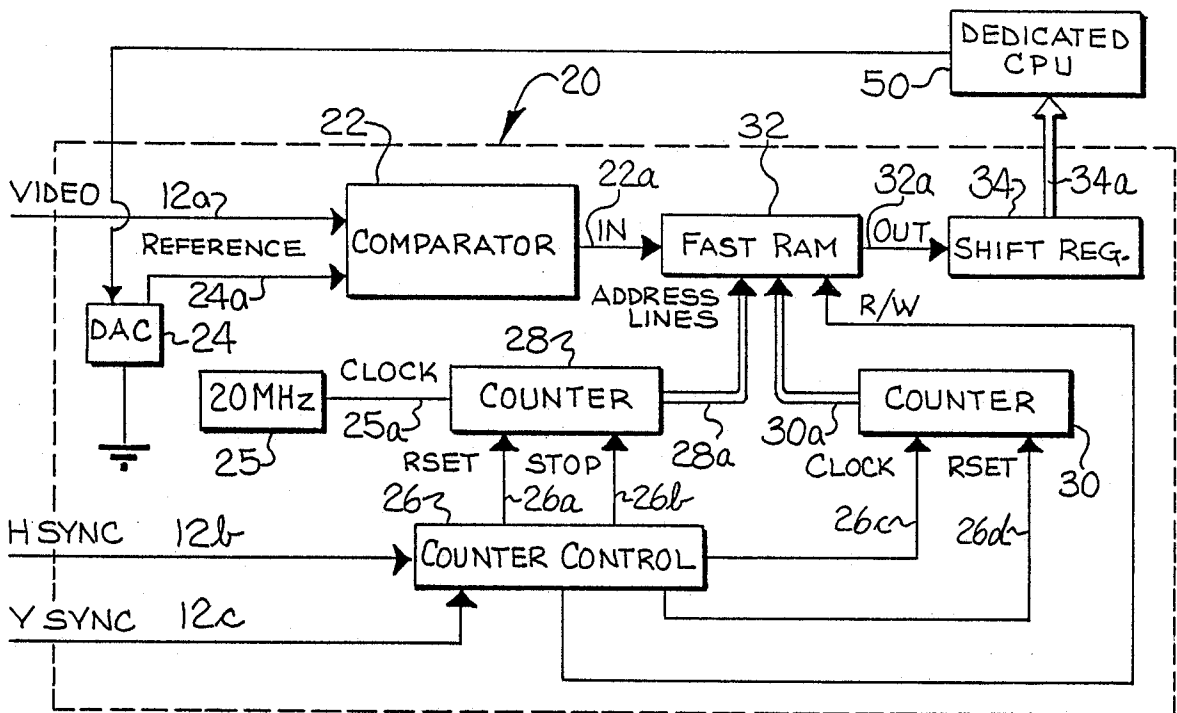 DEDICATED
CPU
50
20
22
32
22a
32a
34
34a
VIDEO
12a
COMPARATOR
IN
FAST RAM
OUT
SHIFT REG.
REFERENCE
24a
ADDRESS
LINES
R/W
DAC
24
28
CLOCK
20MHZ
COUNTER
COUNTER
25
25a
28a
30a
30
RSET
STOP
CLOCK
RSET
26
26a
26b
26c
26d
H SYNC
12b
COUNTER CONTROL
Y SYNC
12c